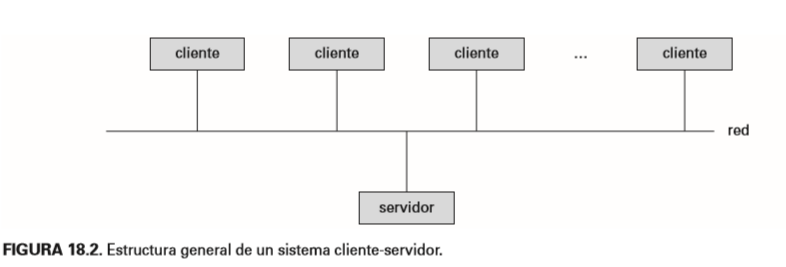 cliente cliente cliente ... cliente
red
servidor
FIGURA 18.2. Estructura general de un sistema cliente-servidor.